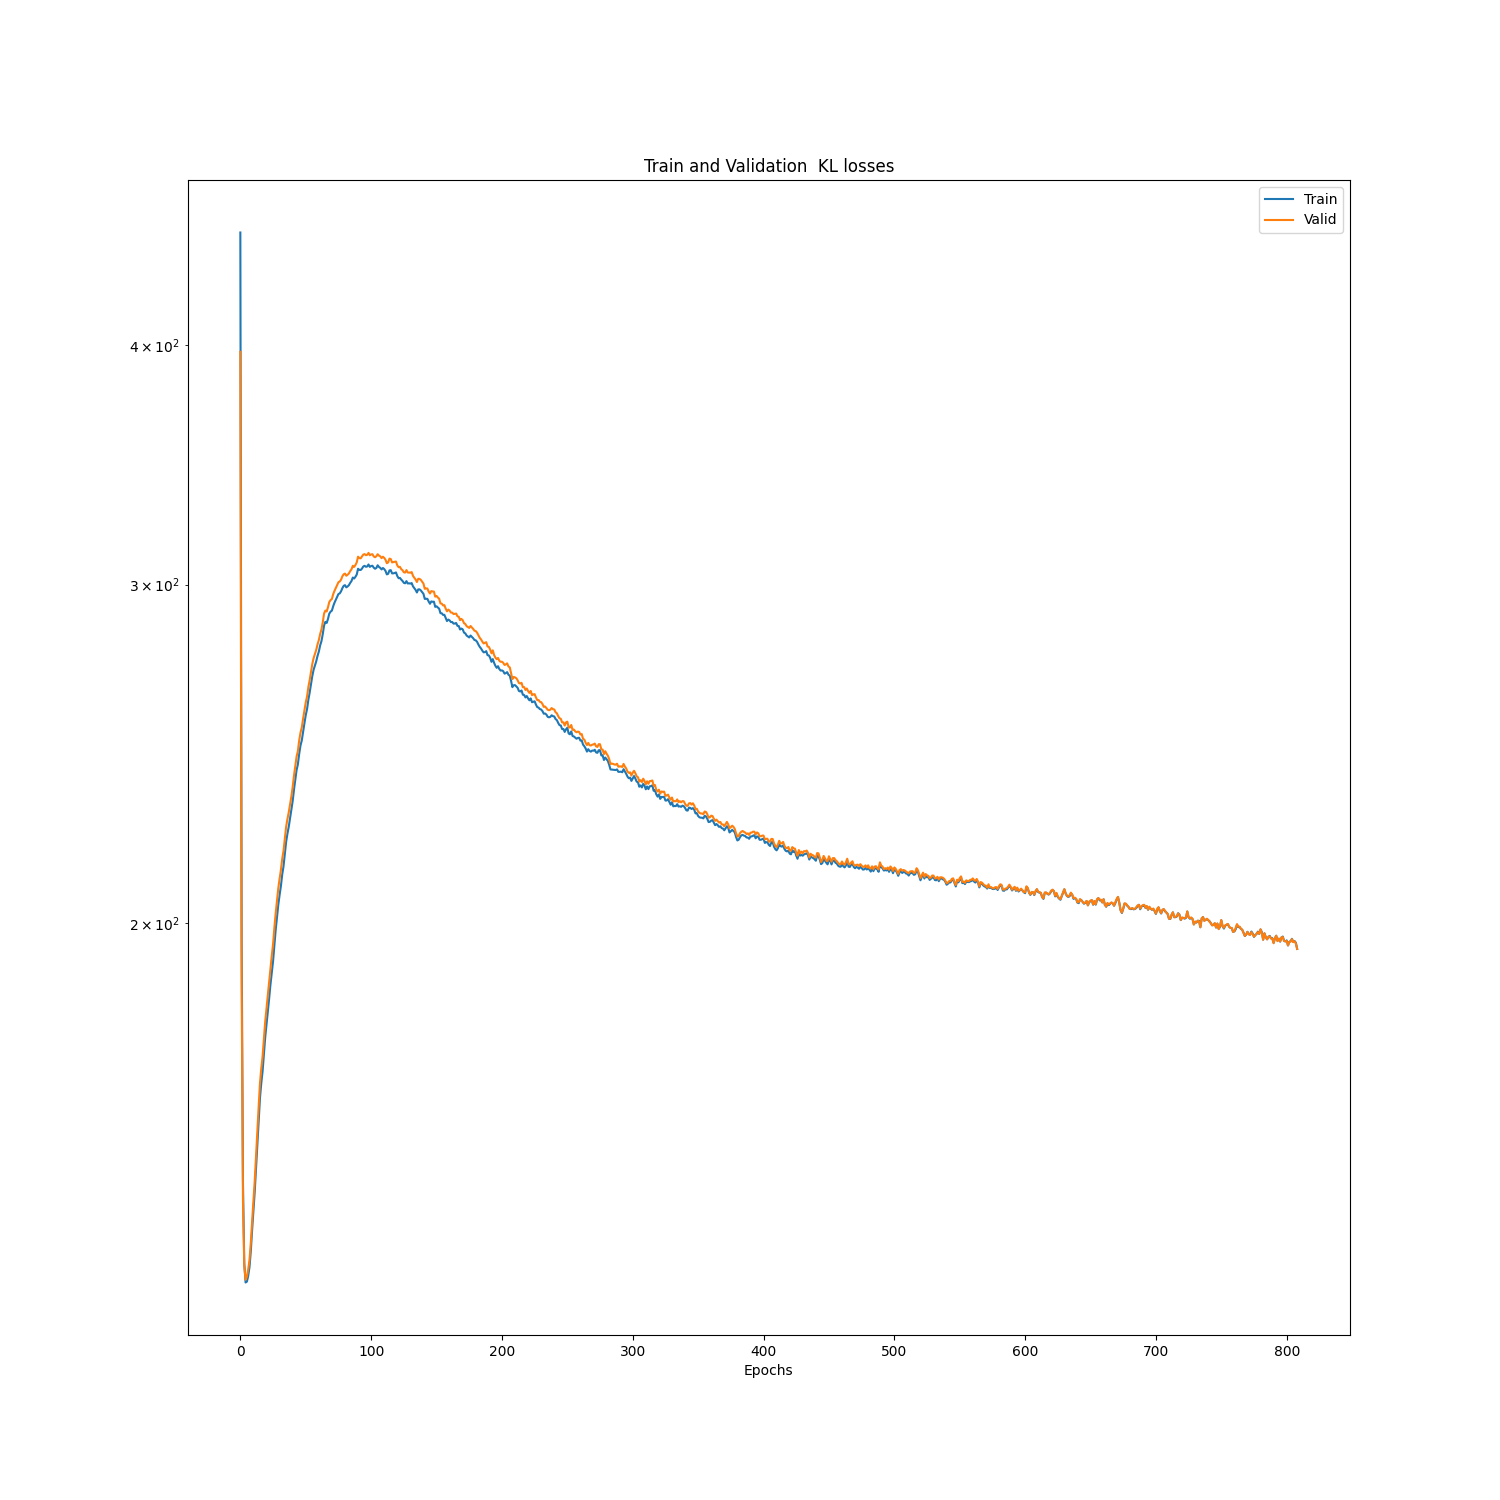 Train and Validation  KL losses
Train
Valid
4 × 10²
3 × 10²
2 × 10²
0 100 200 300 400 500 600 700 800
Epochs